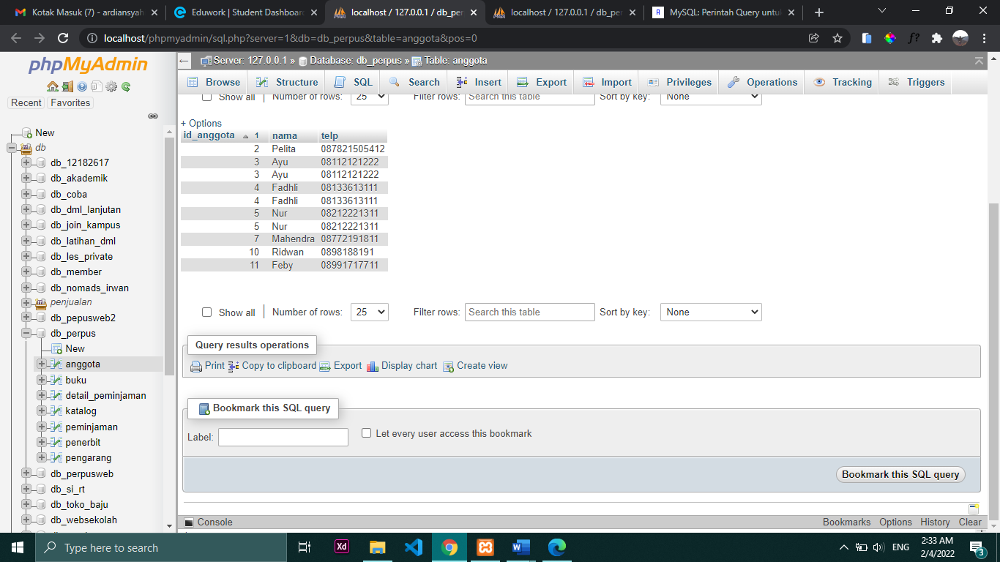 Kotak Masuk (7) - ardiansyah
Eduwork | Student Dashboard
localhost / 127.0.0.1 / db_per
localhost / 127.0.0.1 / db_per
MySQL: Perintah Query untuk
localhost/phpmyadmin/sql.php?server=1&db=db_perpus&table=anggota&pos=0
phpMyAdmin
Recent Favorites
New
db
db_12182617
db_akademik
db_coba
db_dml_lanjutan
db_join_kampus
db_latihan_dml
db_les_private
db_member
db_nomads_irwan
penjualan
db_pepusweb2
db_perpus
New
anggota
buku
detail_peminjaman
katalog
peminjaman
penerbit
pengarang
db_perpusweb
db_si_rt
db_toko_baju
db_websekolah
Server: 127.0.0.1 » Database: db_perpus » Table: anggota
Browse Structure SQL Search Insert Export Import Privileges Operations Tracking Triggers
Show all Number of rows: 25 Filter rows: Search this table Sort by key: None
+ Options
id_anggota 1 nama telp
2 Pelita 087821505412
3 Ayu 08112121222
3 Ayu 08112121222
4 Fadhli 08133613111
4 Fadhli 08133613111
5 Nur 08212221311
5 Nur 08212221311
7 Mahendra 08772191811
10 Ridwan 0898188191
11 Feby 08991717711
Show all Number of rows: 25 Filter rows: Search this table Sort by key: None
Query results operations
Print Copy to clipboard Export Display chart Create view
Bookmark this SQL query
Label: Let every user access this bookmark
Bookmark this SQL query
Console Bookmarks Options History Clear
Type here to search
Xd
ENG
2:33 AM
2/4/2022
3